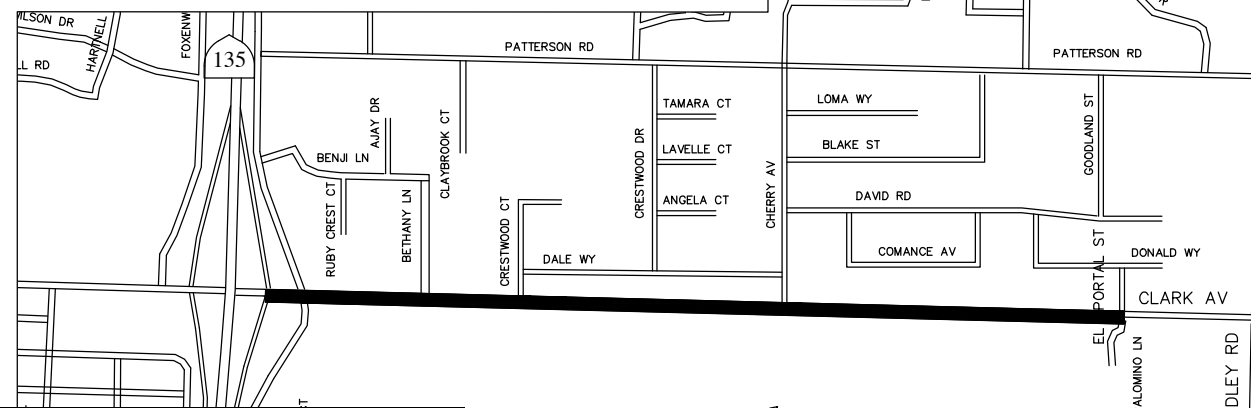 WILSON DR
HARTNELL
FOXENW
LL RD
135
PATTERSON RD
PATTERSON RD
AJAY DR
BENJI LN
CLAYBROOK CT
RUBY CREST CT
BETHANY LN
CRESTWOOD CT
DALE WY
CRESTWOOD DR
TAMARA CT
LAVELLE CT
ANGELA CT
CHERRY AV
LOMA WY
BLAKE ST
DAVID RD
COMANCE AV
GOODLAND ST
EL PORTAL ST
DONALD WY
CLARK AV
ALOMINO LN
DLEY RD
CT